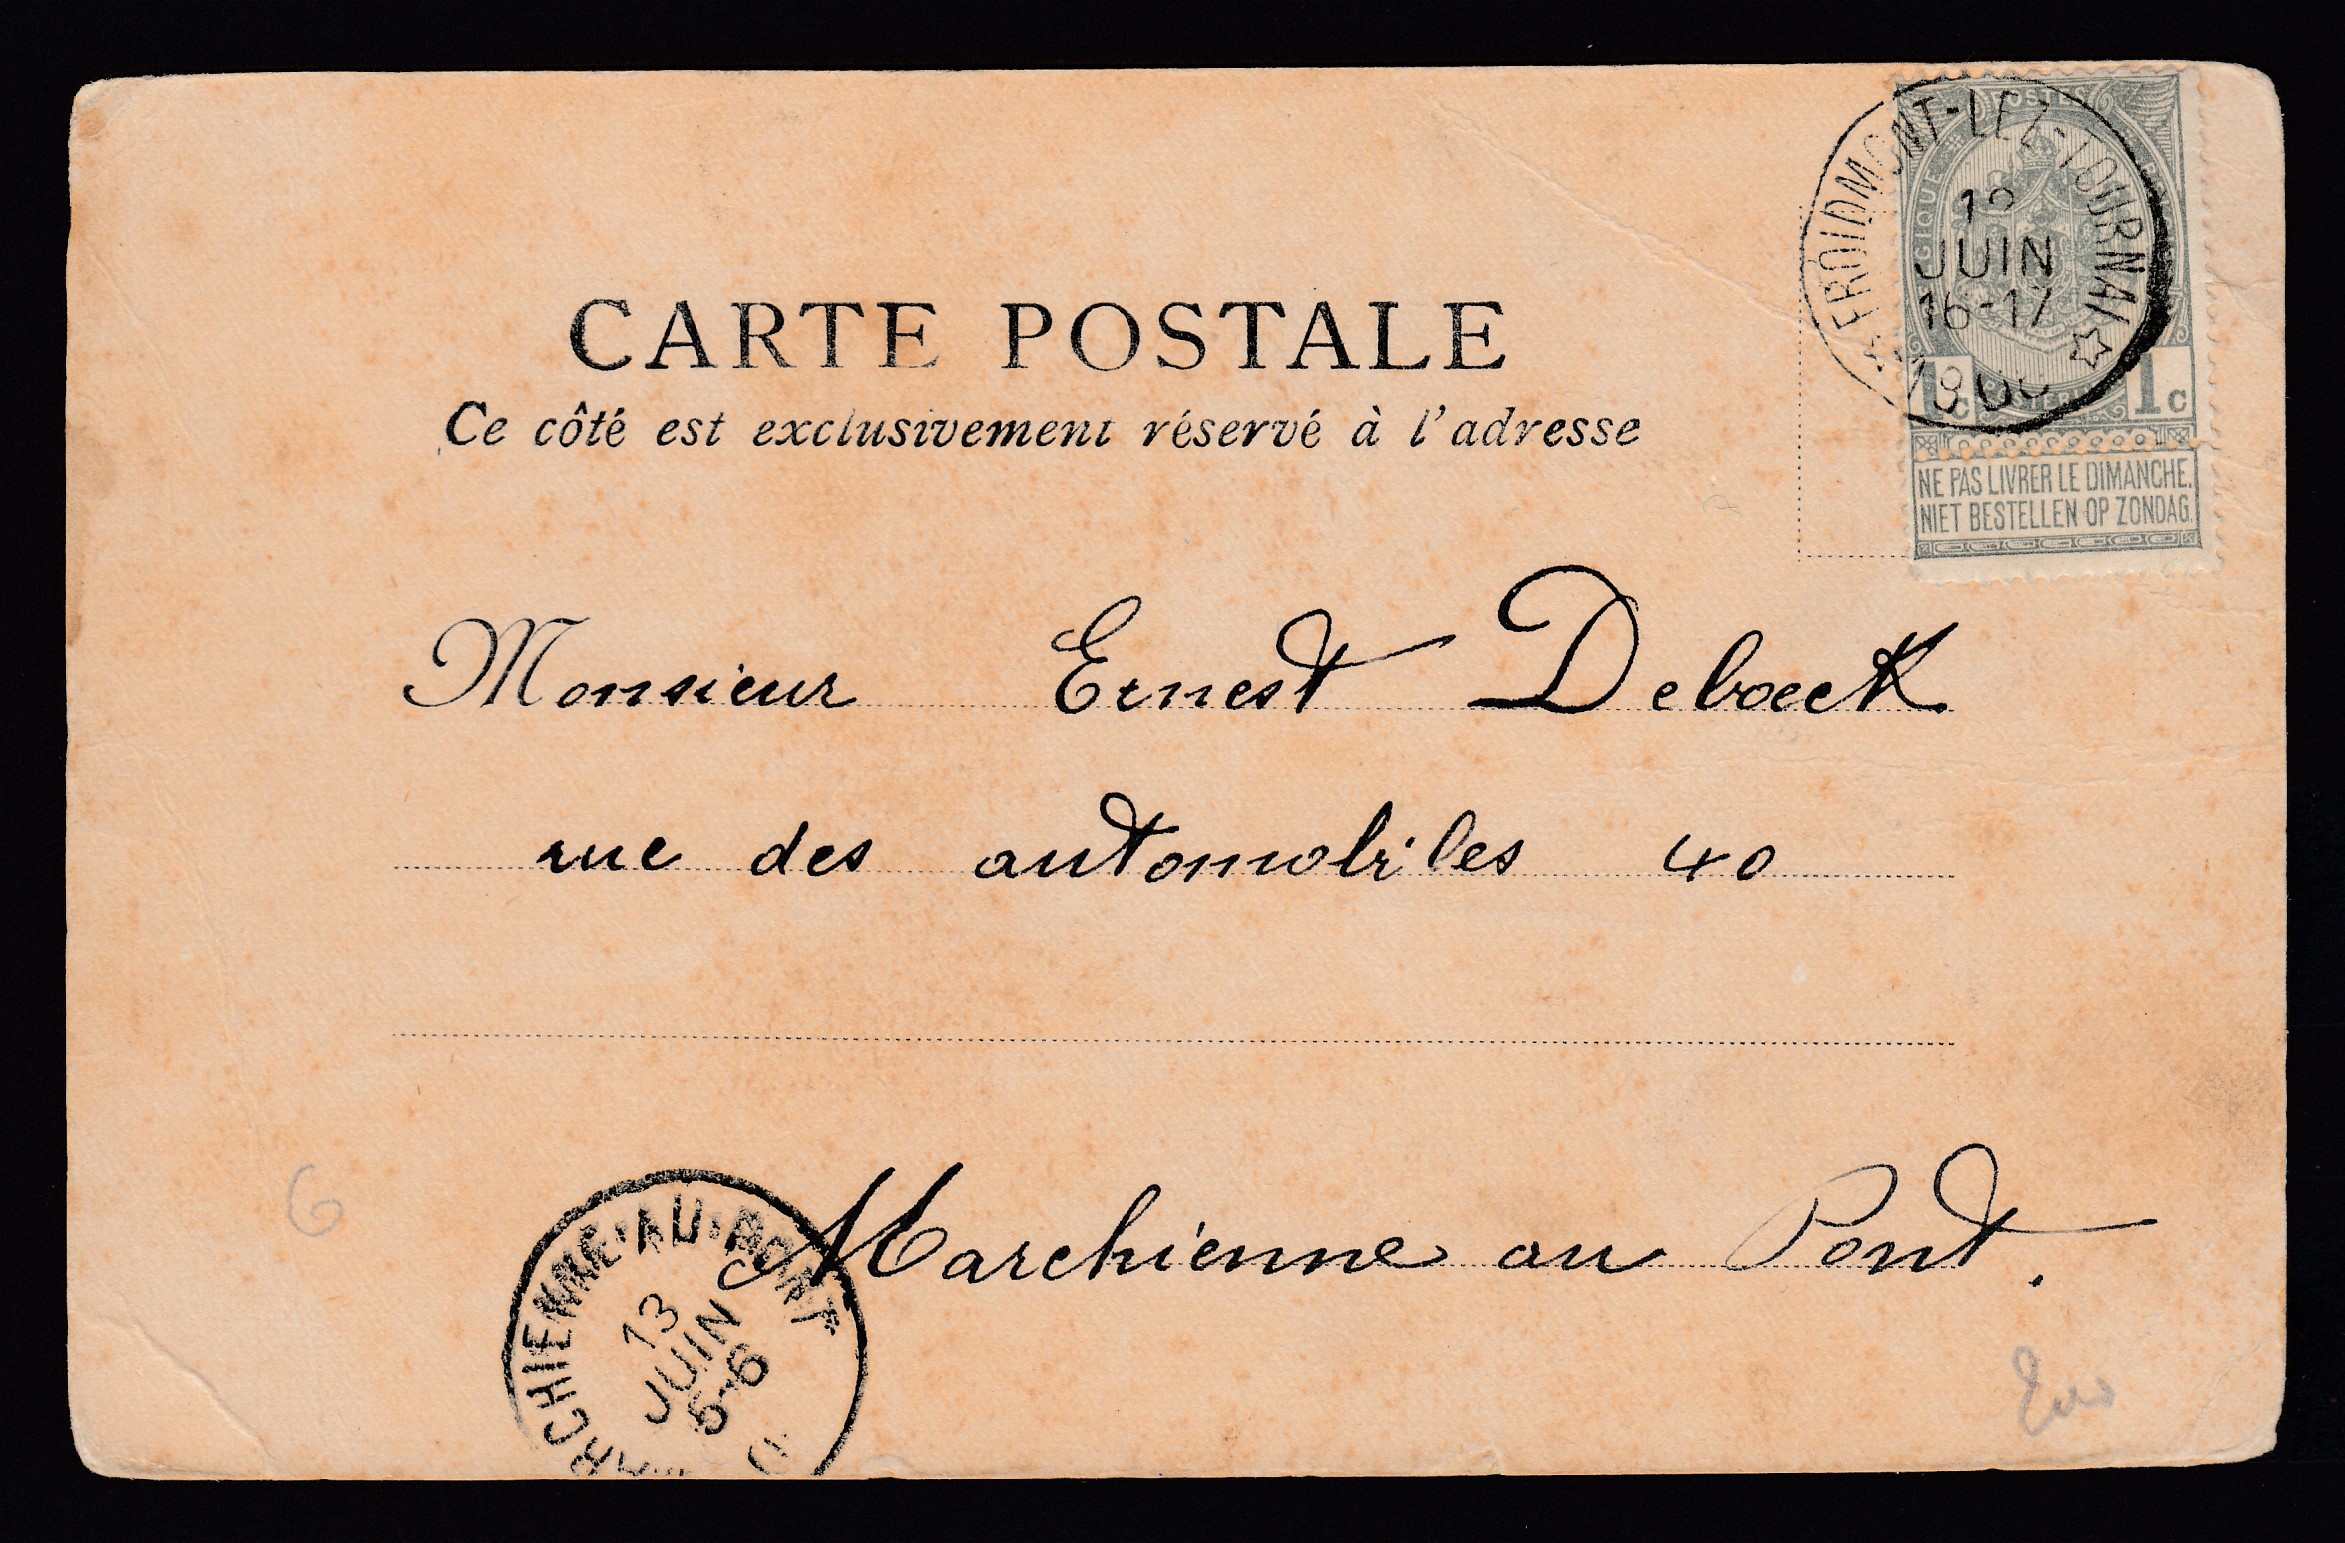 POSTES
FROIDMONT-LEZ-TOURNAI
JUIN
16-17
1c 1c
NE PAS LIVRER LE DIMANCHE.
NIET BESTELLEN OP ZONDAG.
CARTE POSTALE
Ce côté est exclusivement réservé à l'adresse
Monsieur Ernest Deboeck
rue des automobiles 40
Marchienne au Pont.
MARCHIENNE-AU-PONT
13
JUIN
5-6
6